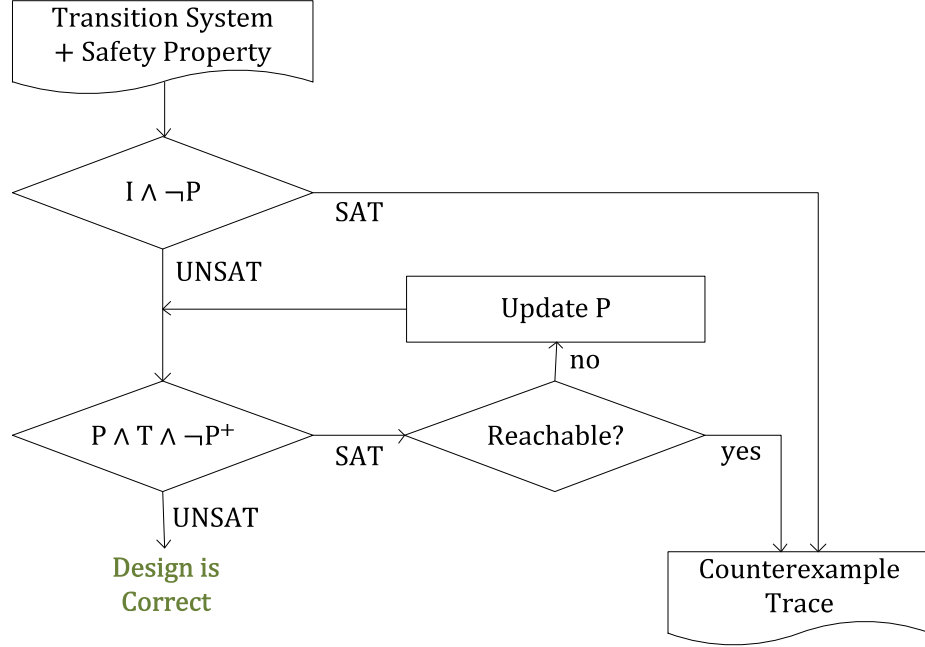 Transition System
+ Safety Property
I ∧ ¬P
SAT
UNSAT
Update P
no
P ∧ T ∧ ¬P⁺
SAT
Reachable?
yes
UNSAT
Design is
Correct
Counterexample
Trace